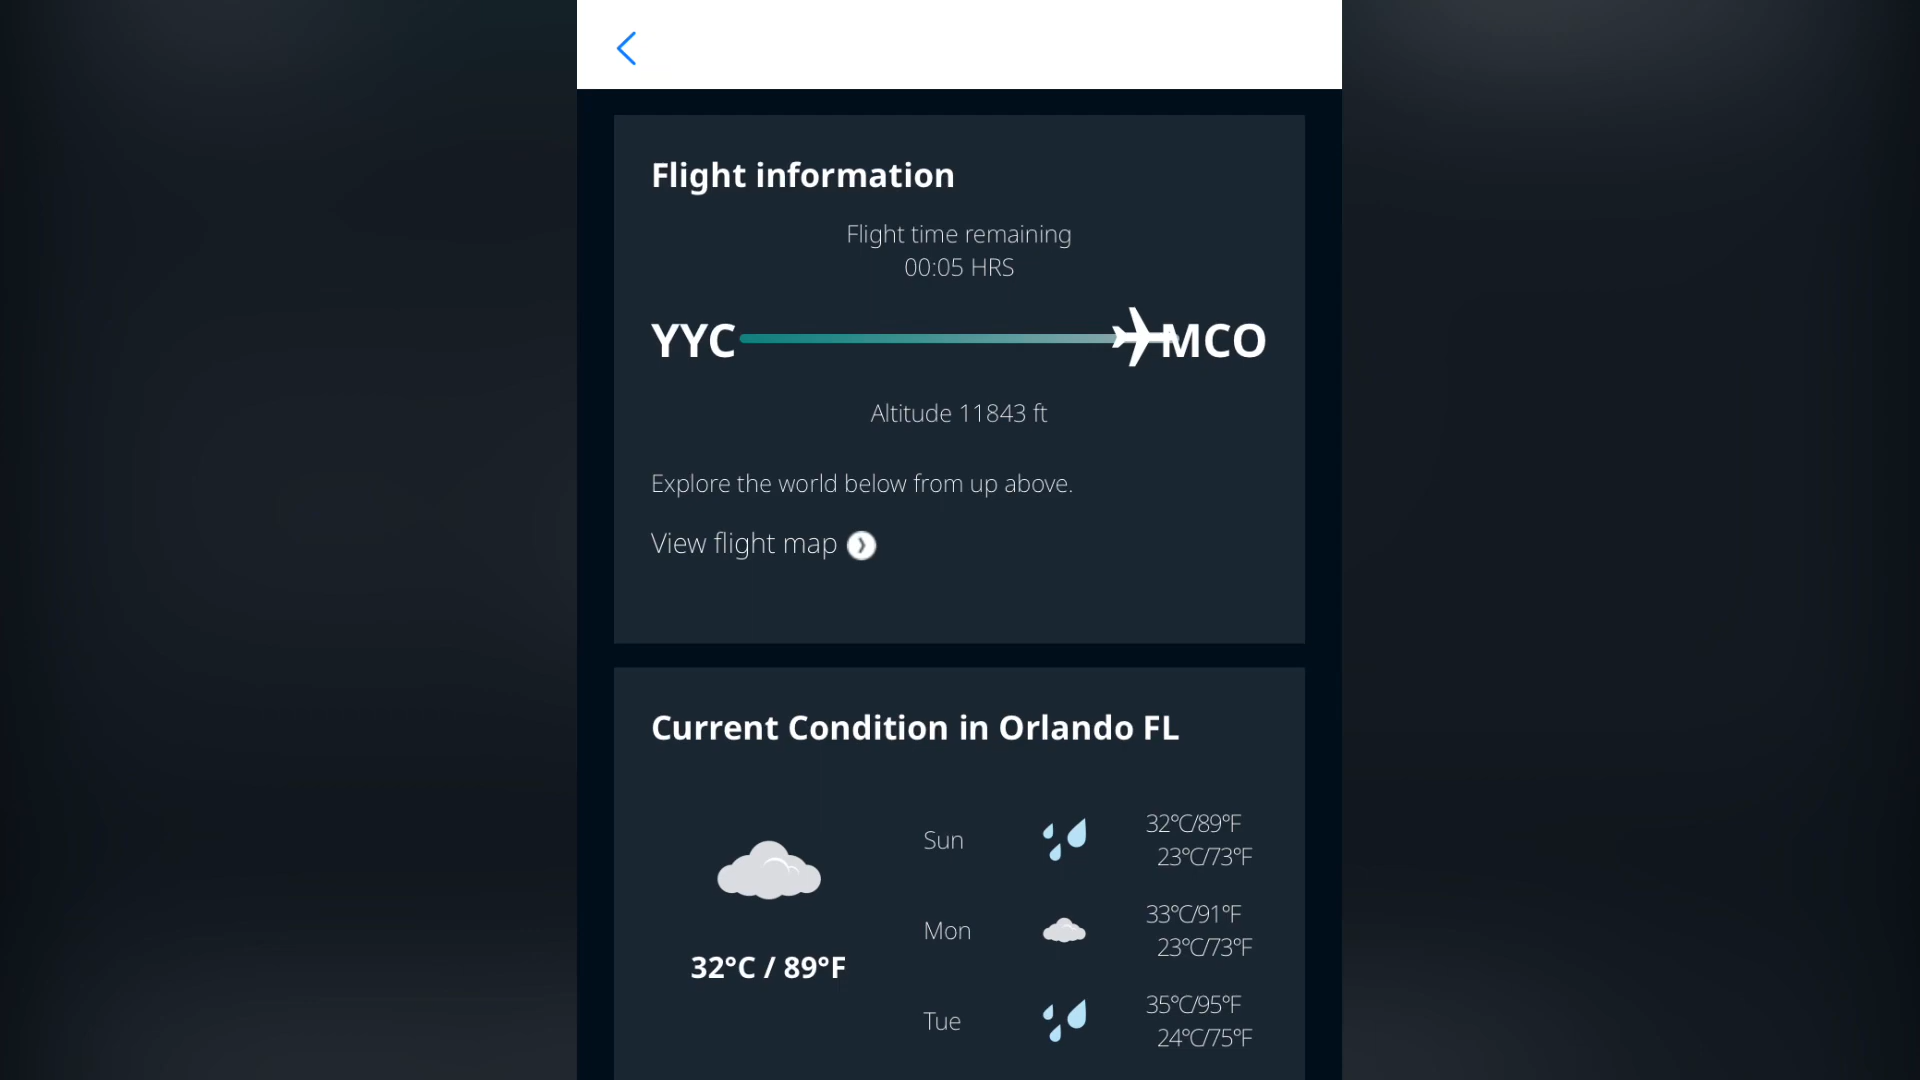 Flight information
Flight time remaining
00:05 HRS
YYC MCO
Altitude 11843 ft
Explore the world below from up above.
View flight map
Current Condition in Orlando FL
32°C / 89°F
Sun 32°C/89°F
23°C/73°F
Mon 33°C/91°F
23°C/73°F
Tue 35°C/95°F
24°C/75°F